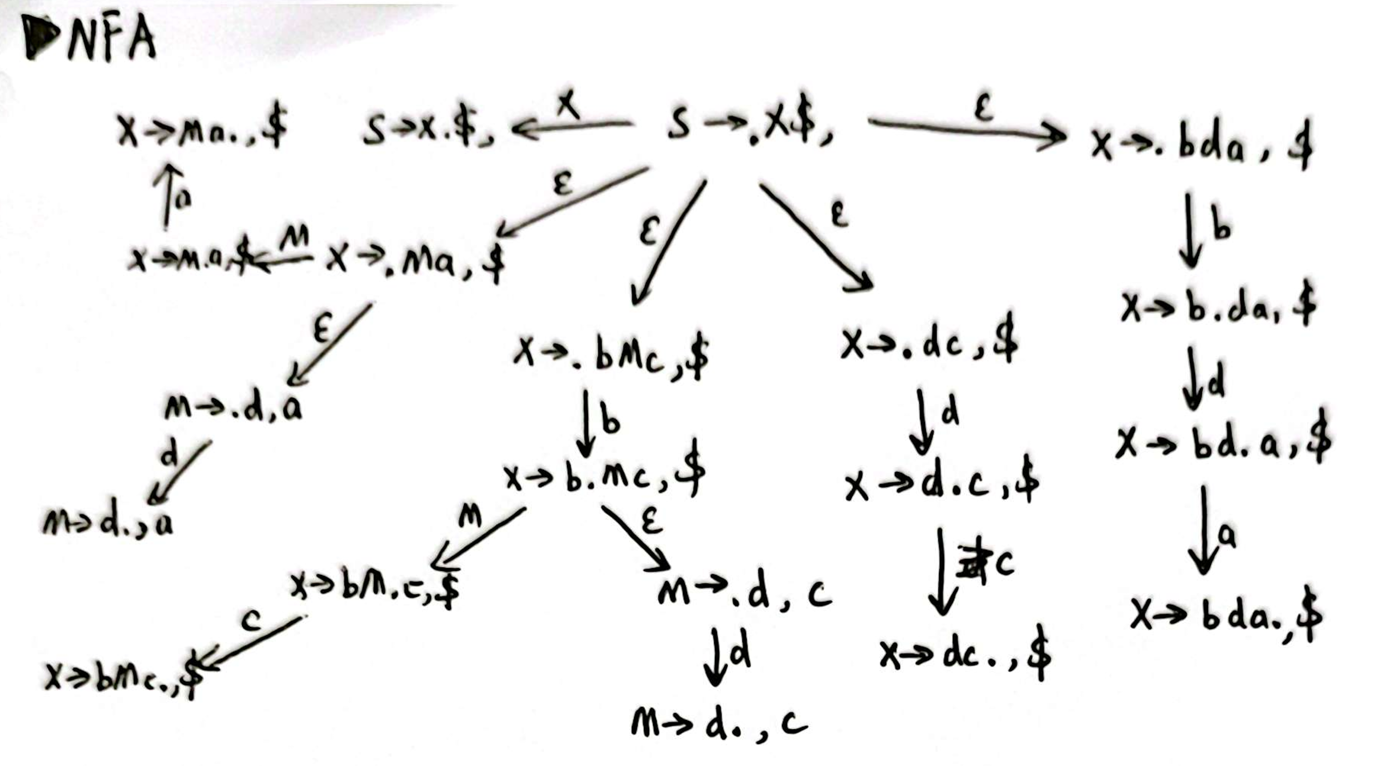 NFA
X→Ma.,$ S→X.$, X S→.X$, ε X→.bda,$
a ε ε ε b
X→M.a,$ M X→.Ma,$
ε X→.bMc,$ X→.dc,$ X→b.da,$
M→.d,a b d d
d X→b.Mc,$ X→d.c,$ X→bd.a,$
M→d.,a M ε c a
X→bM.c,$ M→.d,c X→bda.,$
c d X→dc.,$
X→bMc.,$
M→d.,c